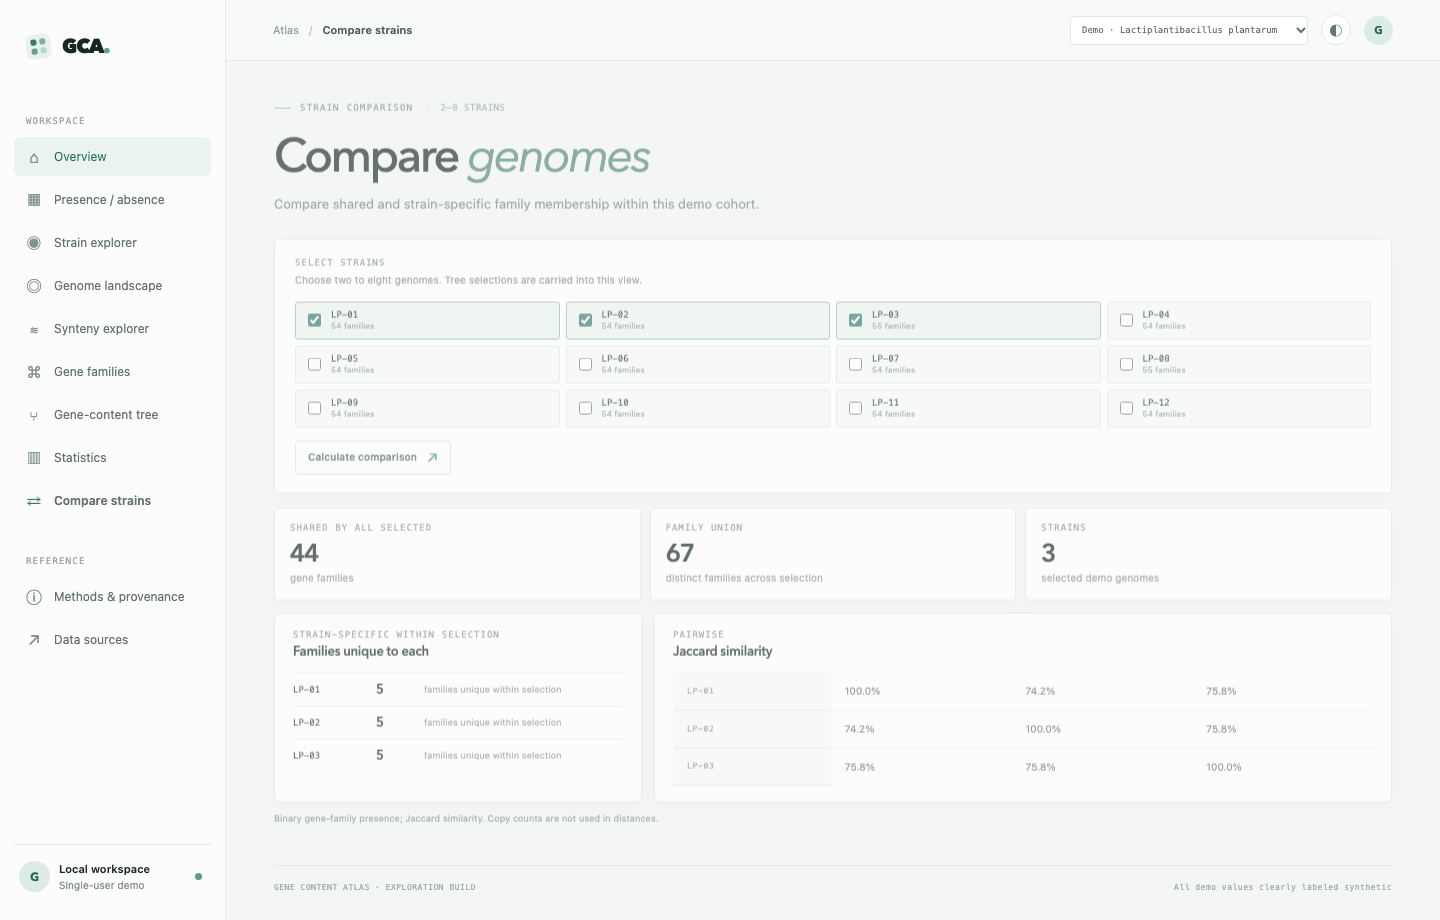 GCA.
WORKSPACE
Overview
Presence / absence
Strain explorer
Genome landscape
Synteny explorer
Gene families
Gene-content tree
Statistics
Compare strains
REFERENCE
Methods & provenance
Data sources
G
Local workspace
Single-user demo
Atlas / Compare strains
Demo · Lactiplantibacillus plantarum
G
STRAIN COMPARISON | 2–8 STRAINS
Compare genomes
Compare shared and strain-specific family membership within this demo cohort.
SELECT STRAINS
Choose two to eight genomes. Tree selections are carried into this view.
LP-01
54 families
LP-02
54 families
LP-03
55 families
LP-04
54 families
LP-05
54 families
LP-06
54 families
LP-07
54 families
LP-08
55 families
LP-09
54 families
LP-10
54 families
LP-11
54 families
LP-12
54 families
Calculate comparison
SHARED BY ALL SELECTED
44
gene families
FAMILY UNION
67
distinct families across selection
STRAINS
3
selected demo genomes
STRAIN-SPECIFIC WITHIN SELECTION
Families unique to each
LP-01 5 families unique within selection
LP-02 5 families unique within selection
LP-03 5 families unique within selection
PAIRWISE
Jaccard similarity
LP-01 100.0% 74.2% 75.8%
LP-02 74.2% 100.0% 75.8%
LP-03 75.8% 75.8% 100.0%
Binary gene-family presence; Jaccard similarity. Copy counts are not used in distances.
GENE CONTENT ATLAS · EXPLORATION BUILD
All demo values clearly labeled synthetic